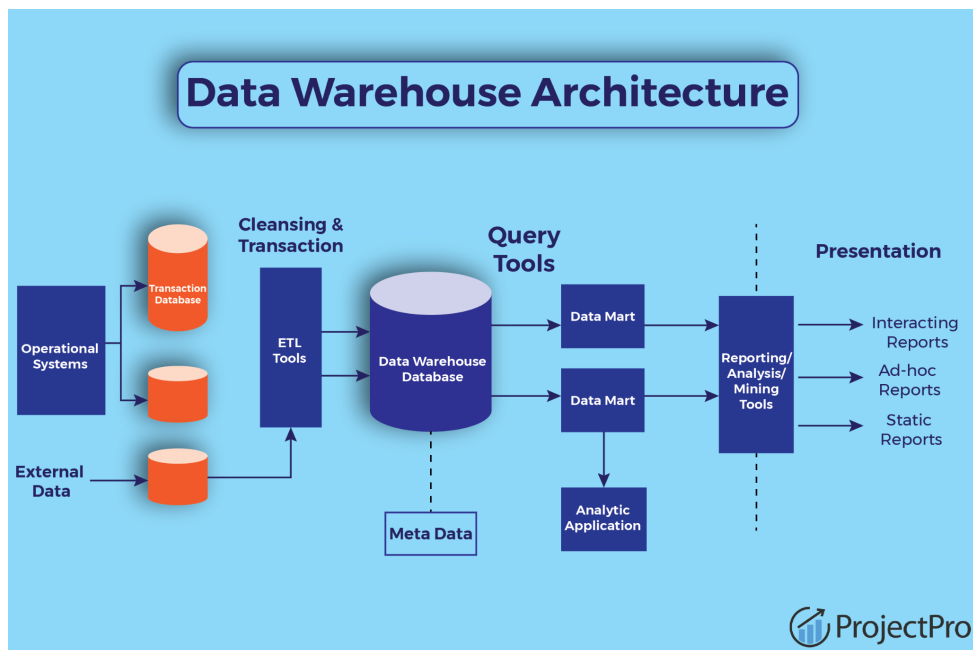 Data Warehouse Architecture
Cleansing &
Transaction
Query
Tools
Presentation
Operational
Systems
Transaction
Database
External
Data
ETL
Tools
Data Warehouse
Database
Meta Data
Data Mart
Data Mart
Analytic
Application
Reporting/
Analysis/
Mining
Tools
Interacting
Reports
Ad-hoc
Reports
Static
Reports
ProjectPro